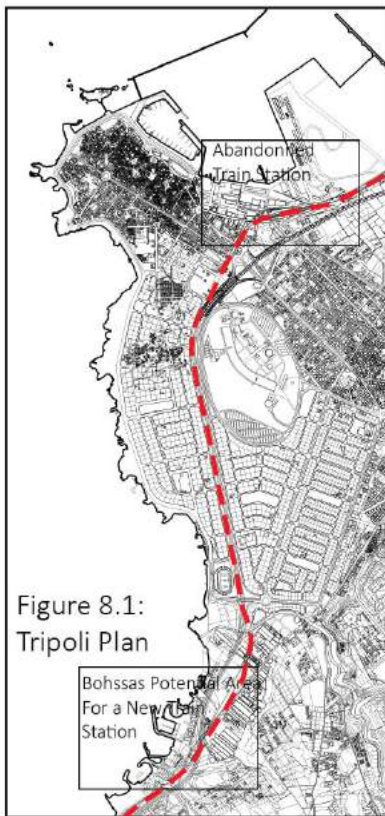 Abandonned
Train Station
Figure 8.1:
Tripoli Plan
Bohssas Potential Area
For a New Train
Station